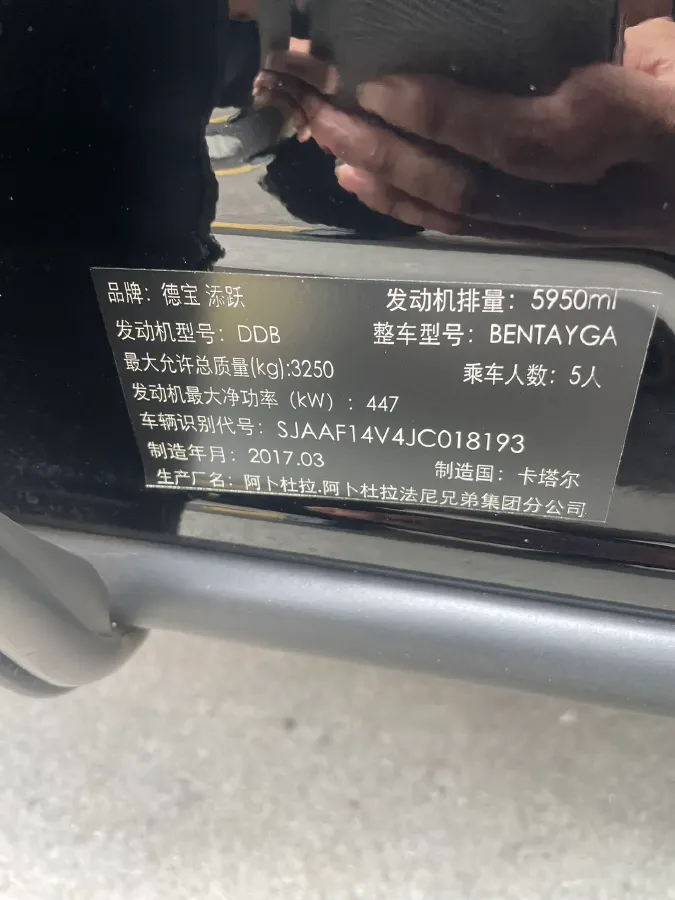 品牌：德宝 添跃 发动机排量：5950ml
发动机型号：DDB 整车型号：BENTAYGA
最大允许总质量(kg):3250 乘车人数：5人
发动机最大净功率（kW）：447
车辆识别代号：SJAAF14V4JC018193
制造年月：2017.03 制造国：卡塔尔
生产厂名：阿卜杜拉.阿卜杜拉法尼兄弟集团分公司